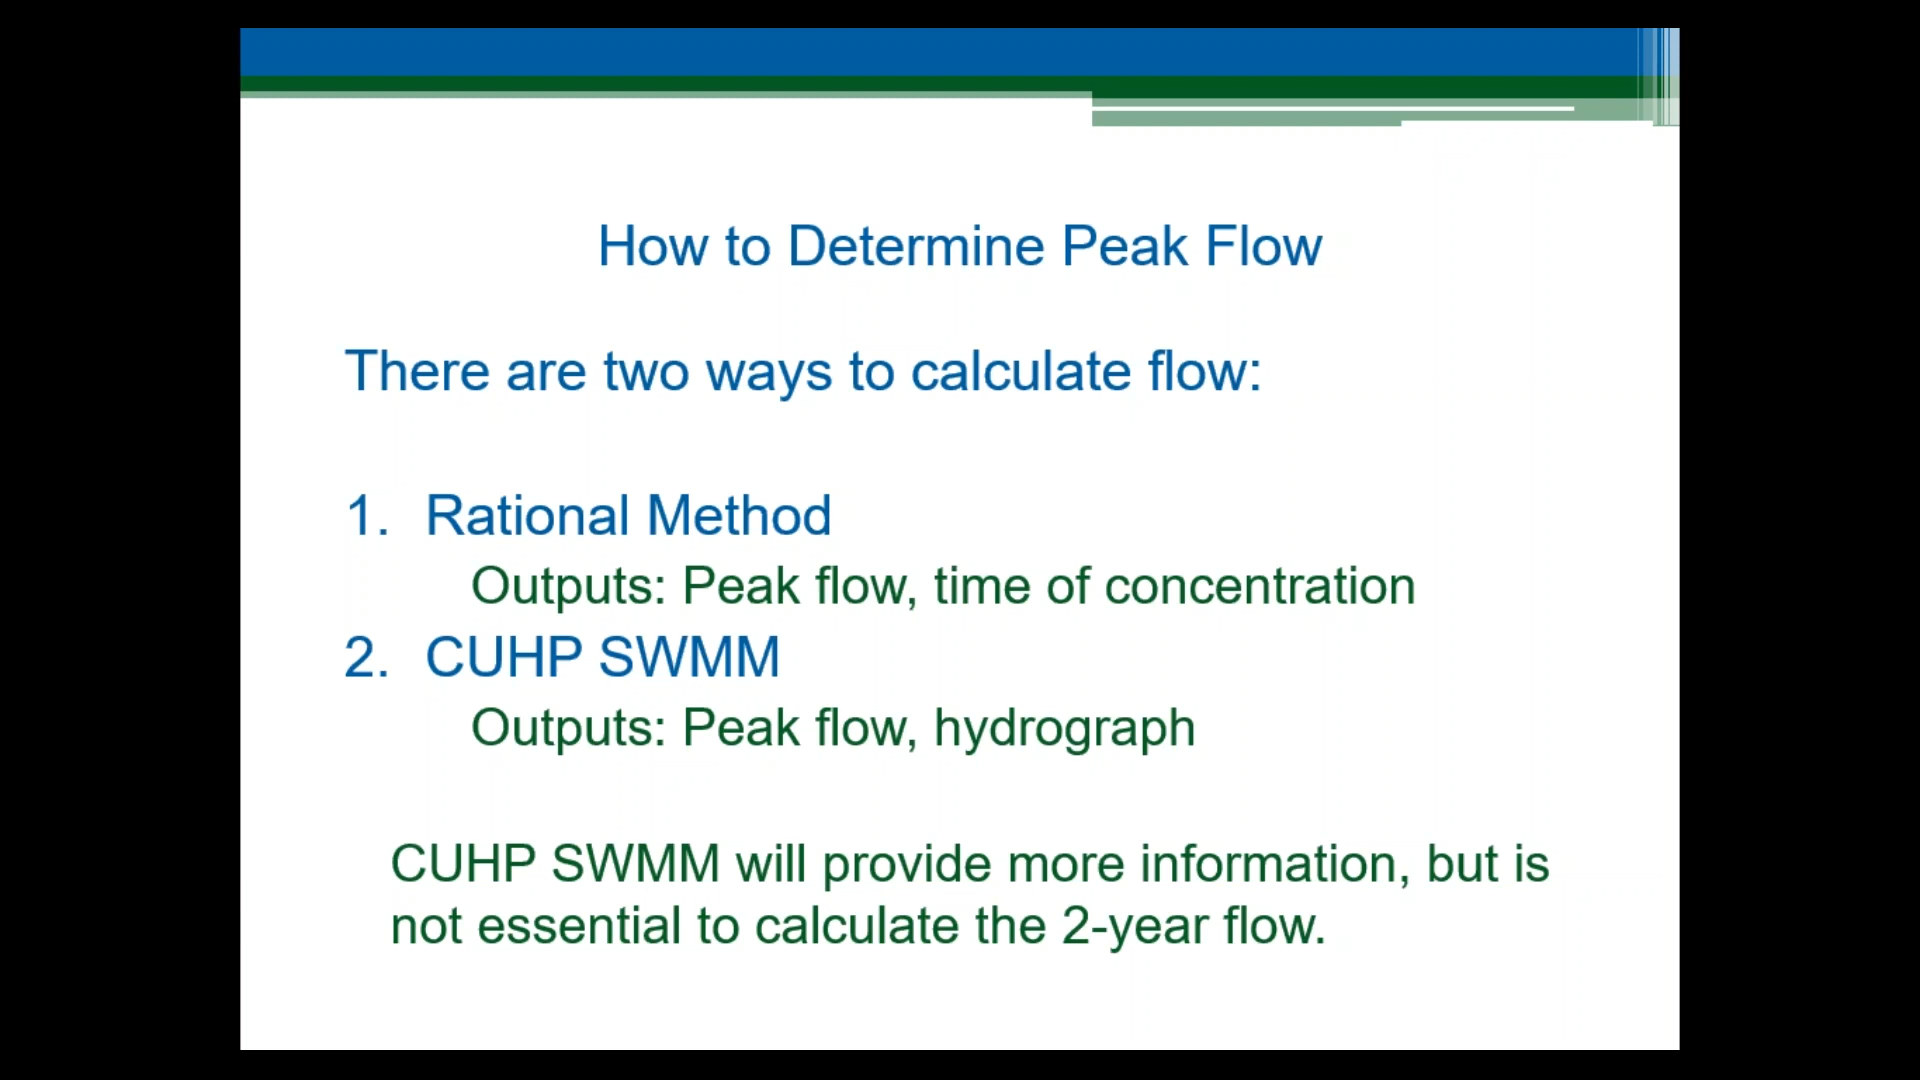 How to Determine Peak Flow
There are two ways to calculate flow:
1. Rational Method
Outputs: Peak flow, time of concentration
2. CUHP SWMM
Outputs: Peak flow, hydrograph
CUHP SWMM will provide more information, but is
not essential to calculate the 2-year flow.